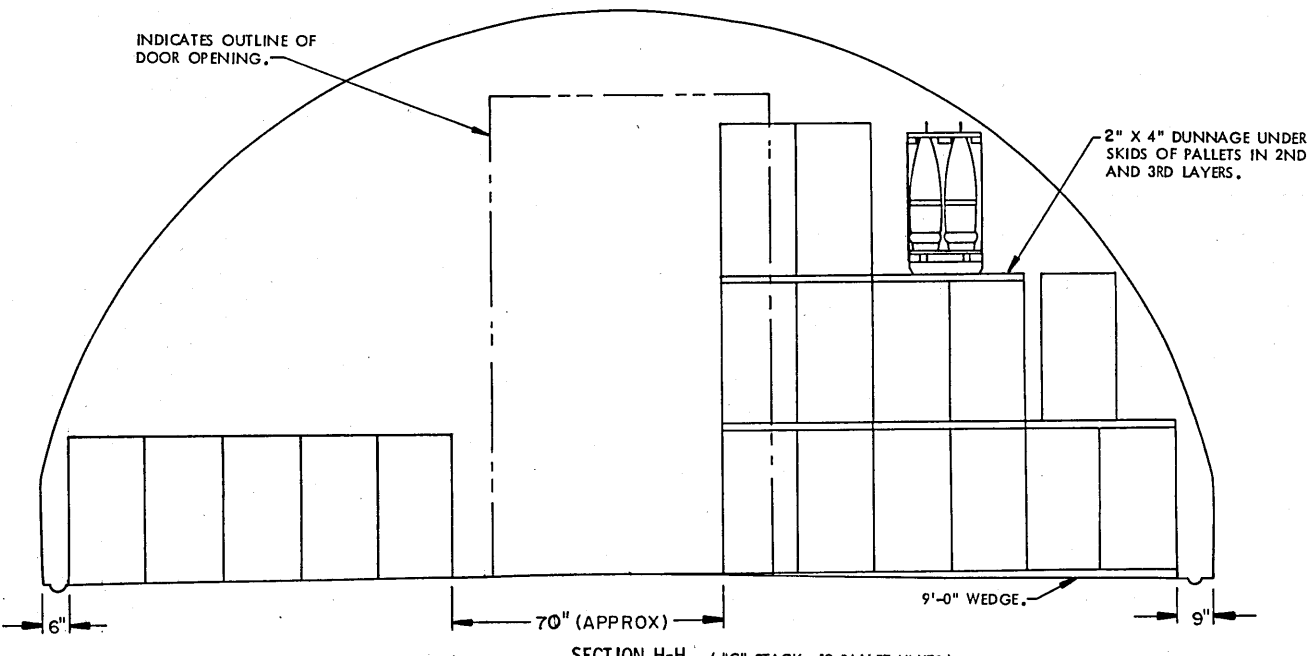 INDICATES OUTLINE OF
DOOR OPENING.
2" X 4" DUNNAGE UNDER
SKIDS OF PALLETS IN 2ND
AND 3RD LAYERS.
9'-0" WEDGE.
6"
70" (APPROX)
9"
SECTION H-H